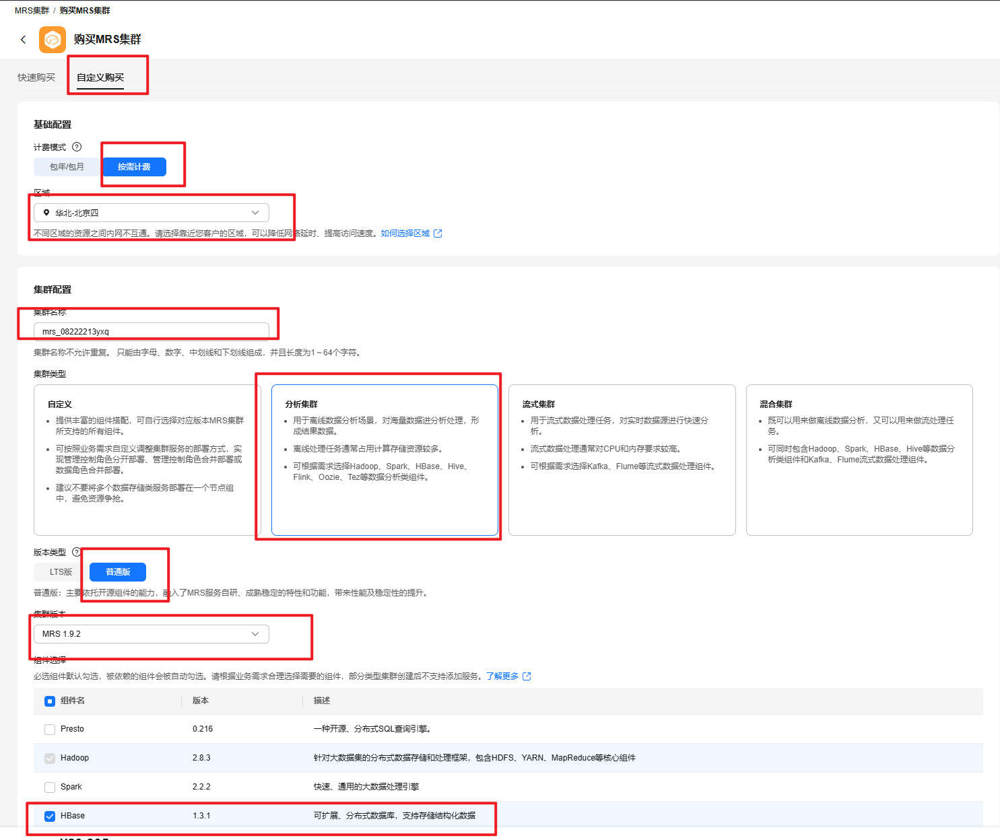 MRS集群 / 购买MRS集群
购买MRS集群
快速购买 自定义购买
基础配置
计费模式
包年/包月 按需计费
区域
华北-北京四
不同区域的资源之间内网不互通。请选择靠近您客户的区域，可以降低网络延时、提高访问速度。如何选择区域
集群配置
集群名称
mrs_08222213yxq
集群名称不允许重复。 只能由字母、数字、中划线和下划线组成，并且长度为1～64个字符。
集群类型
自定义
提供丰富的组件搭配，可自行选择对应版本MRS集群
所支持的所有组件。
可按照业务需求自定义调整集群服务的部署方式，实
现管理控制角色分开部署、管理控制角色合并部署或
数据角色合并部署。
建议不要将多个数据存储类服务部署在一个节点组
中，避免资源争抢。
分析集群
用于离线数据分析场景，对海量数据进分析处理，形
成结果数据。
离线处理任务通常占用计算存储资源较多。
可根据需求选择Hadoop、Spark、HBase、Hive、
Flink、Oozie、Tez等数据分析类组件。
流式集群
用于流式数据处理任务，对实时数据源进行快速分
析。
流式数据处理通常对CPU和内存要求较高。
可根据需求选择Kafka、Flume等流式数据处理组件。
混合集群
既可以用来做离线数据分析，又可以用来做流处理任
务。
可同时包含Hadoop、Spark、HBase、Hive等数据分
析类组件和Kafka、Flume流式数据处理组件。
版本类型
LTS版 普通版
普通版：主要依托开源组件的能力，融入了MRS服务自研、成熟稳定的特性和功能，带来性能及稳定性的提升。
集群版本
MRS 1.9.2
组件选择
必选组件默认勾选，被依赖的组件会被自动勾选。请根据业务需求合理选择需要的组件，部分类型集群创建后不支持添加服务。了解更多
组件名 版本 描述
Presto 0.216 一种开源、分布式SQL查询引擎。
Hadoop 2.8.3 针对大数据集的分布式数据存储和处理框架，包含HDFS、YARN、MapReduce等核心组件
Spark 2.2.2 快速、通用的大数据处理引擎
HBase 1.3.1 可扩展、分布式数据库，支持存储结构化数据